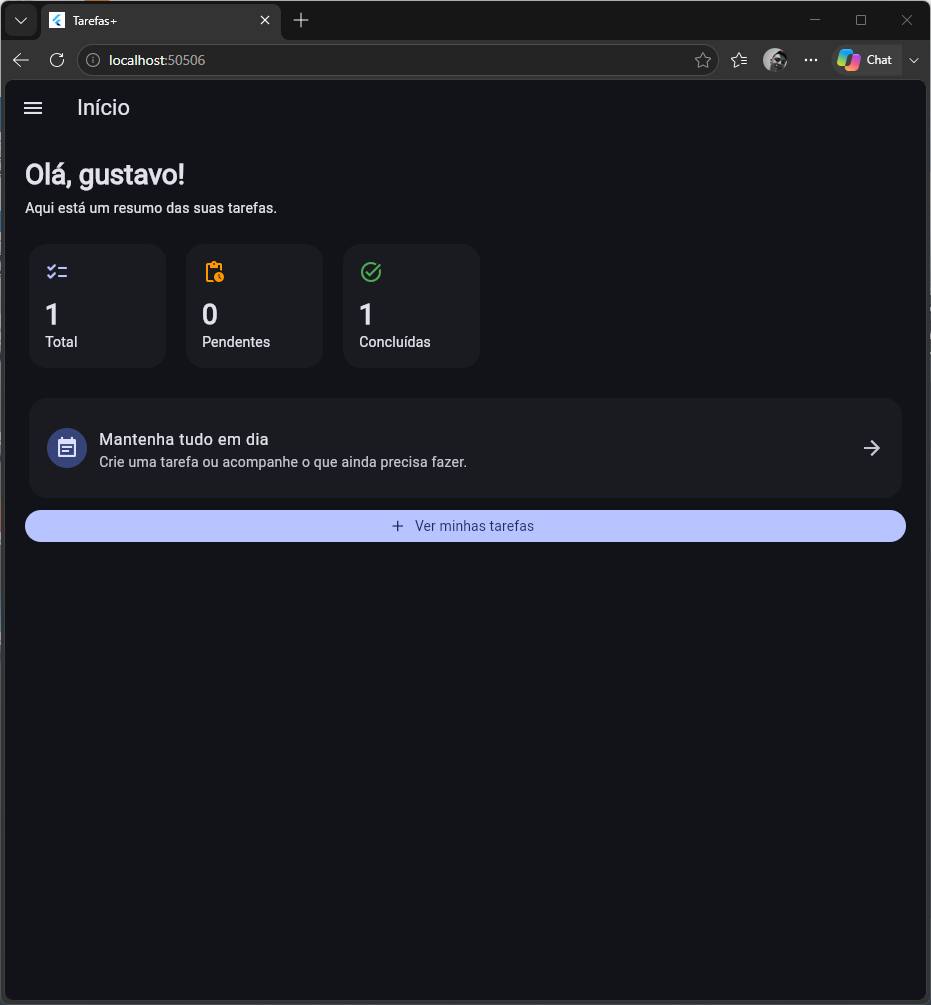 Tarefas+
localhost:50506
Chat
Início
Olá, gustavo!
Aqui está um resumo das suas tarefas.
1
Total
0
Pendentes
1
Concluídas
Mantenha tudo em dia
Crie uma tarefa ou acompanhe o que ainda precisa fazer.
+ Ver minhas tarefas